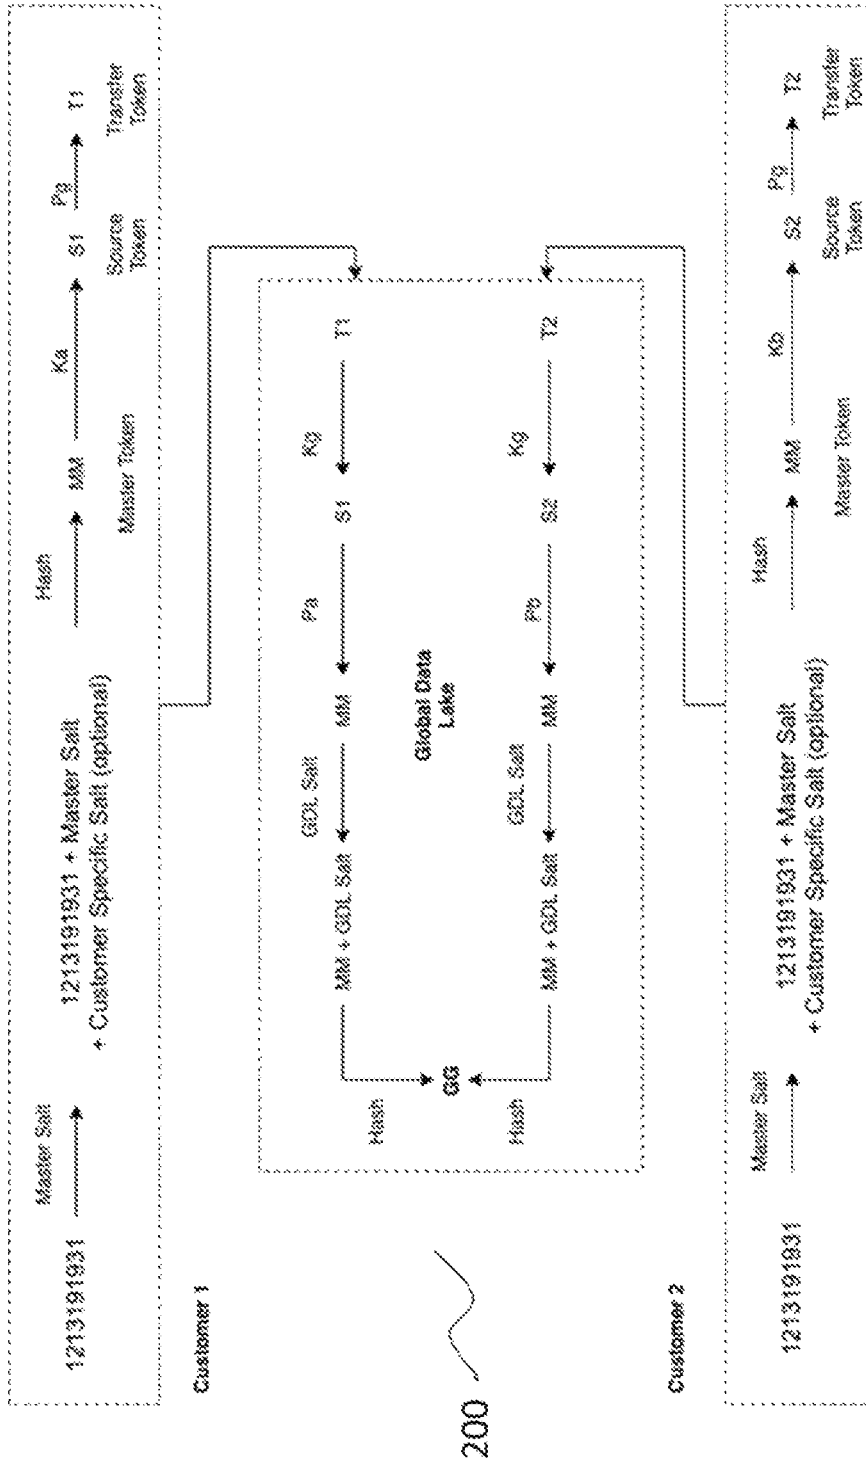 1213191931
Master Salt
1213191931 + Master Salt
+ Customer Specific Salt (optional)
Hash
MM
Master Token
Ka
S1
Source
Token
Pg
T1
Transfer
Token
Customer 1
T1
Kg
S1
Pa
MM
GDL Salt
MM + GDL Salt
Hash
GG
Global Data
Lake
T2
Kg
S2
Pb
MM
GDL Salt
MM + GDL Salt
Hash
200
Customer 2
1213191931
Master Salt
1213191931 + Master Salt
+ Customer Specific Salt (optional)
Hash
MM
Master Token
Kb
S2
Source
Token
Pg
T2
Transfer
Token